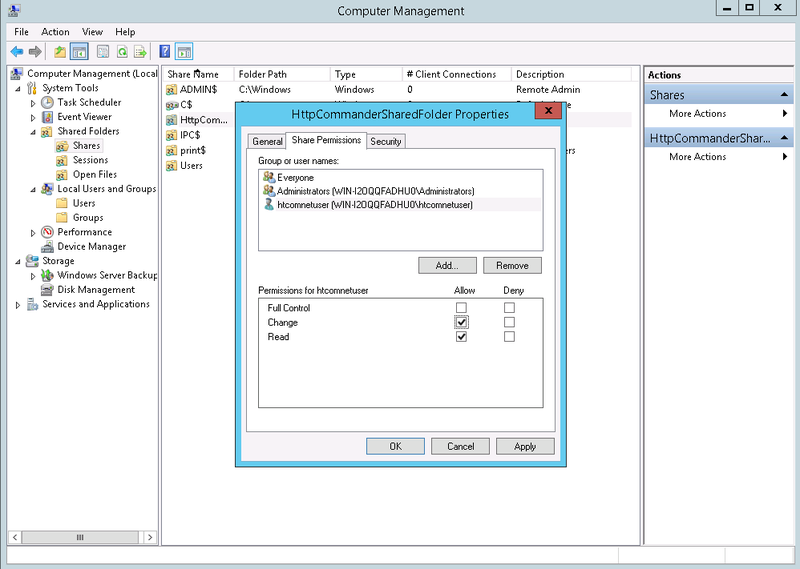 Computer Management
File Action View Help
Computer Management (Local
System Tools
Task Scheduler
Event Viewer
Shared Folders
Shares
Sessions
Open Files
Local Users and Groups
Users
Groups
Performance
Device Manager
Storage
Windows Server Backup
Disk Management
Services and Applications
Share Name Folder Path Type # Client Connections Description
ADMIN$ C:\Windows Windows 0 Remote Admin
C$
HttpCom...
IPC$
print$
Users
HttpCommanderSharedFolder Properties
General Share Permissions Security
Group or user names:
Everyone
Administrators (WIN-I2OQQFADHU0\Administrators)
htcomnetuser (WIN-I2OQQFADHU0\htcomnetuser)
Add... Remove
Permissions for htcomnetuser Allow Deny
Full Control
Change
Read
OK Cancel Apply
Actions
Shares
More Actions
HttpCommanderShar...
More Actions